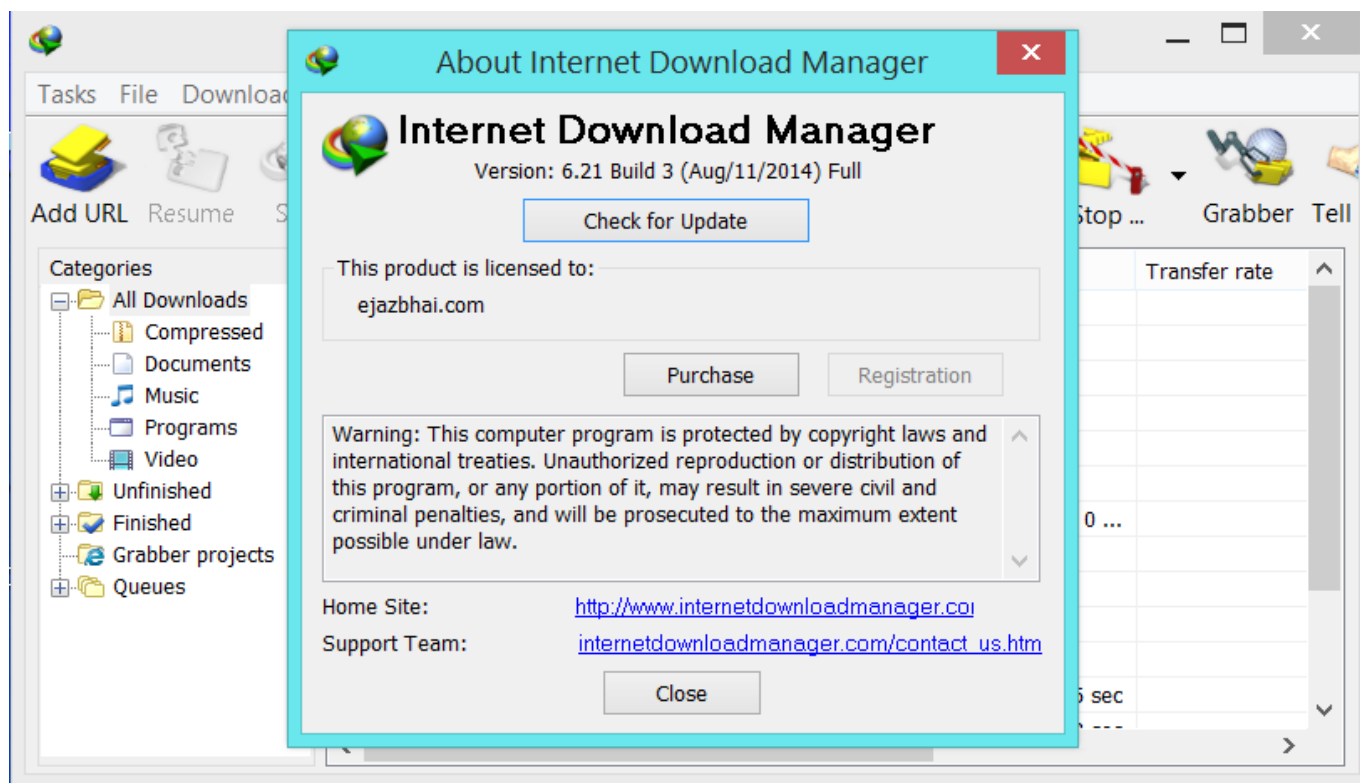 About Internet Download Manager
Tasks File Download
Internet Download Manager
Version: 6.21 Build 3 (Aug/11/2014) Full
Check for Update
Add URL Resume
Stop ... Grabber Tell
Categories
This product is licensed to:
Transfer rate
All Downloads
ejazbhai.com
Compressed
Documents
Music
Programs
Video
Unfinished
Finished
Grabber projects
Queues
Purchase Registration
Warning: This computer program is protected by copyright laws and
international treaties. Unauthorized reproduction or distribution of
this program, or any portion of it, may result in severe civil and
criminal penalties, and will be prosecuted to the maximum extent
possible under law.
0 ...
Home Site: http://www.internetdownloadmanager.com
Support Team: internetdownloadmanager.com/contact_us.htm
Close
sec